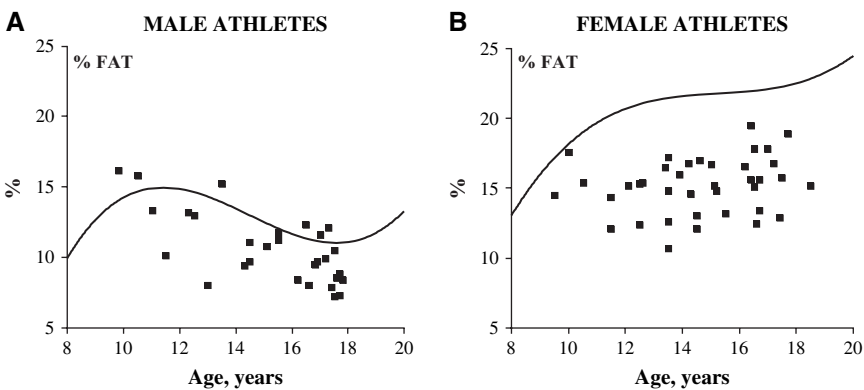 A MALE ATHLETES
25
% FAT
20
%
15
10
5
8 10 12 14 16 18 20
Age, years
B FEMALE ATHLETES
25
% FAT
20
%
15
10
5
8 10 12 14 16 18 20
Age, years